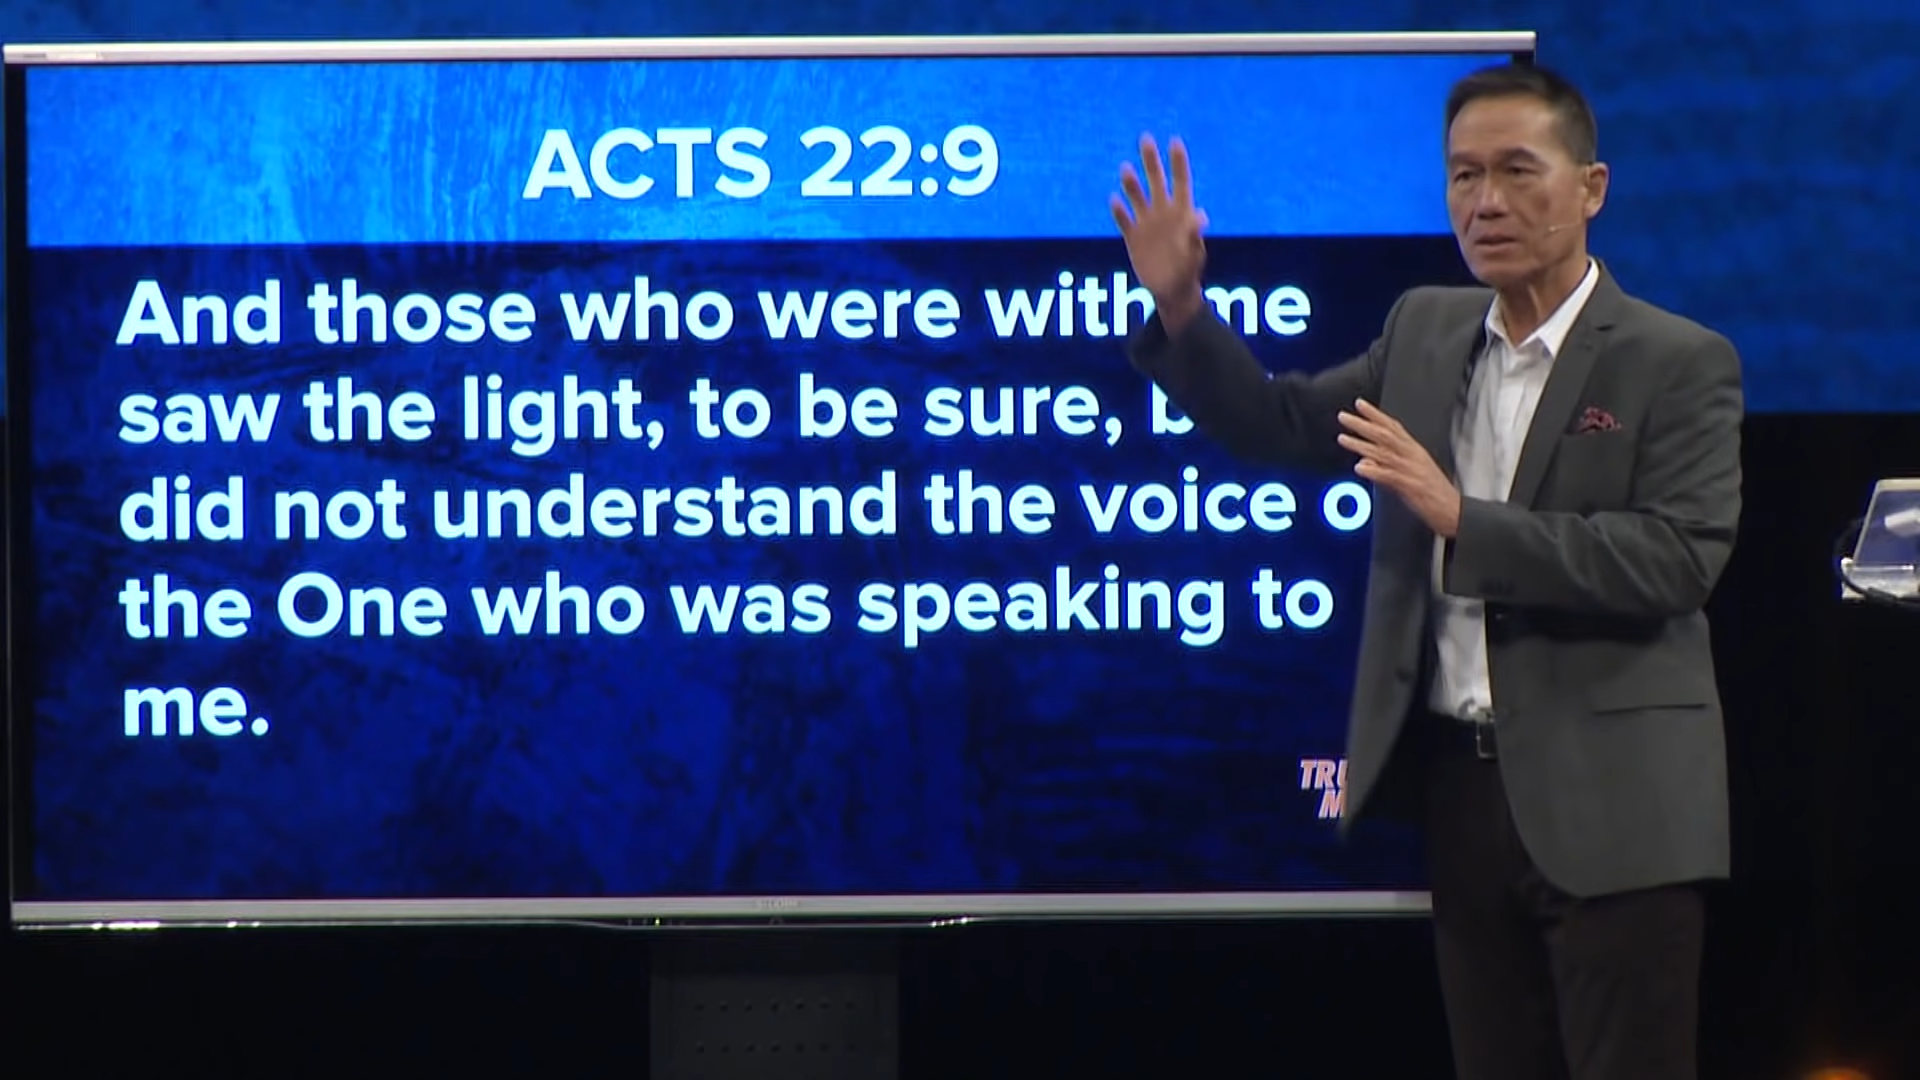 ACTS 22:9
And those who were with me
saw the light, to be sure,
did not understand the voice
the One who was speaking to
me.